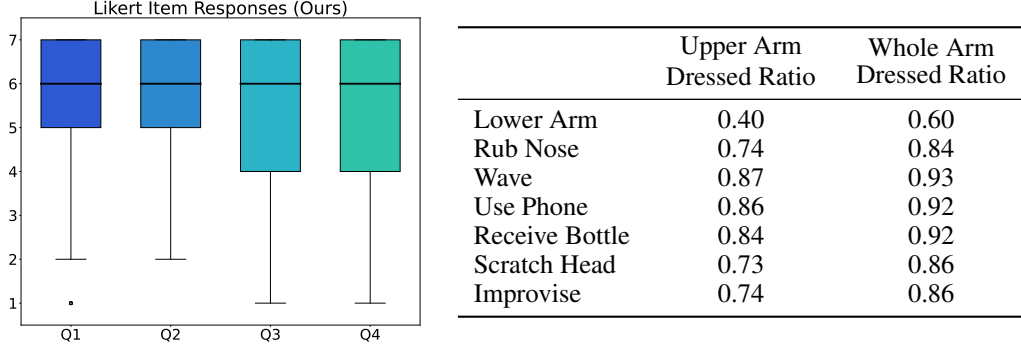 Likert Item Responses (Ours)
7
6
5
4
3
2
1
Q1 Q2 Q3 Q4
Upper Arm Whole Arm
Dressed Ratio Dressed Ratio
Lower Arm 0.40 0.60
Rub Nose 0.74 0.84
Wave 0.87 0.93
Use Phone 0.86 0.92
Receive Bottle 0.84 0.92
Scratch Head 0.73 0.86
Improvise 0.74 0.86